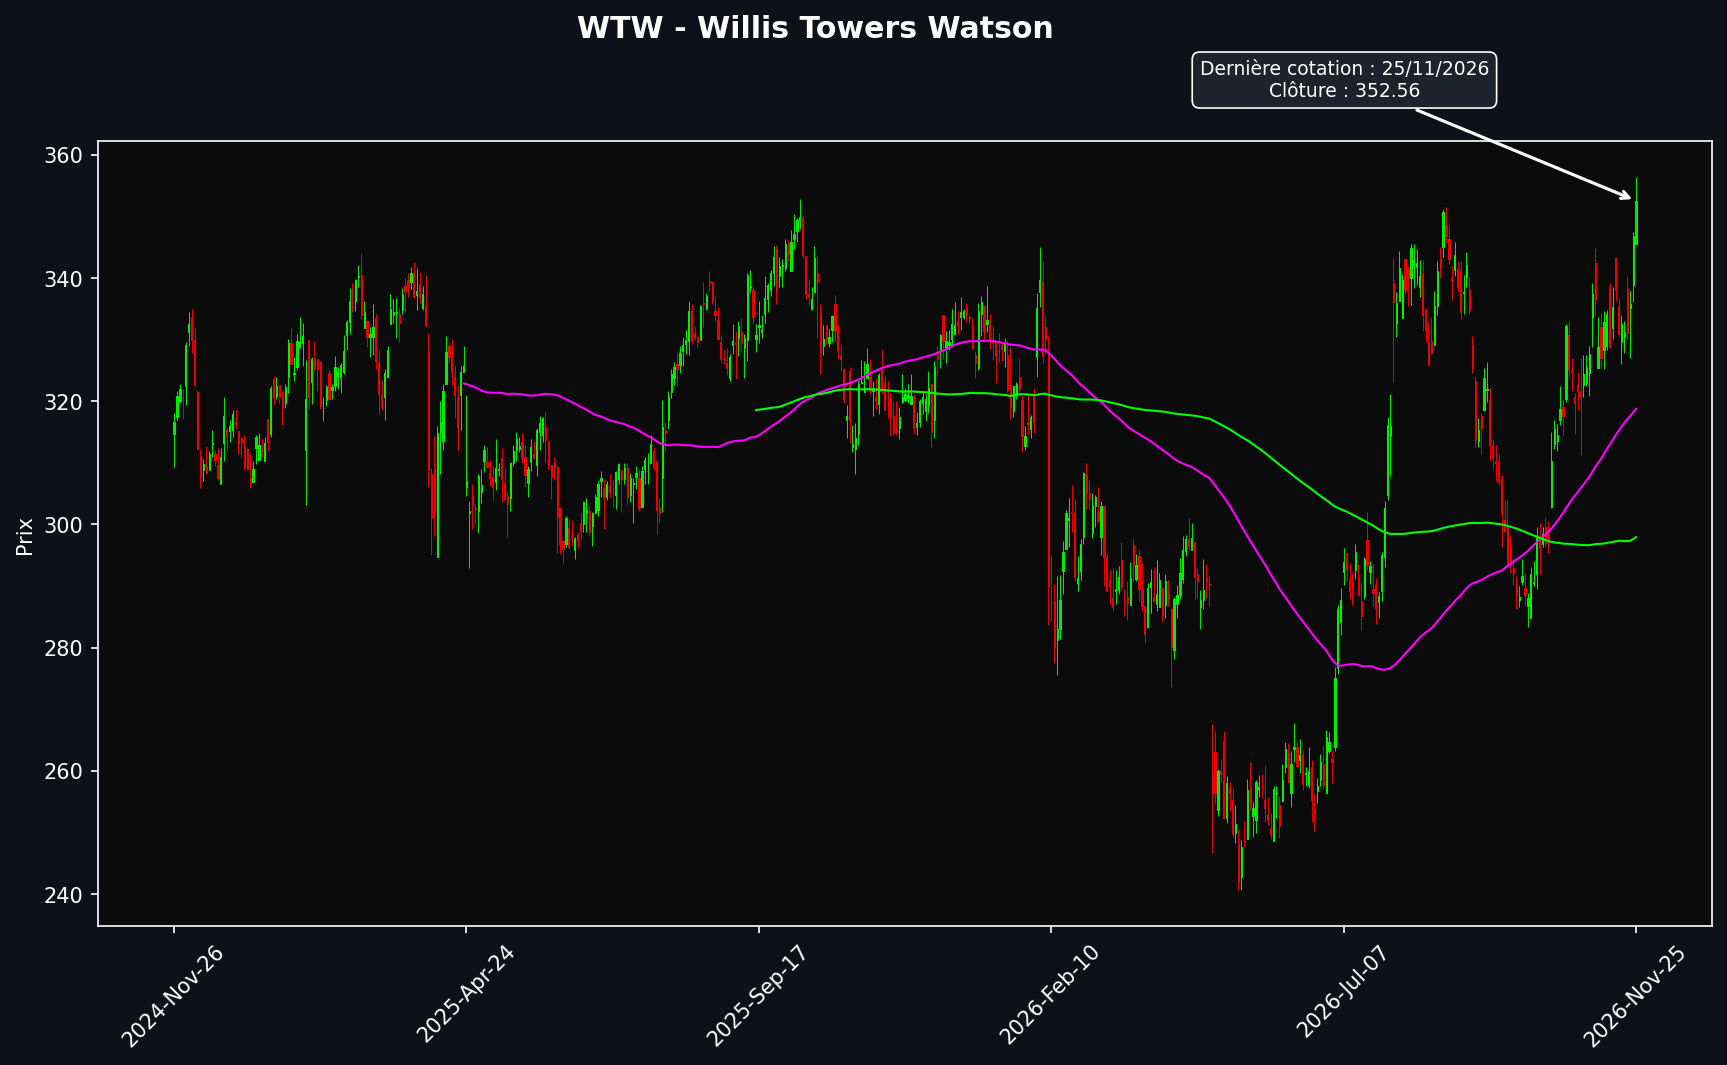 WTW - Willis Towers Watson
Dernière cotation : 25/11/2026
Clôture : 352.56
Prix
360
340
320
300
280
260
240
2024-Nov-26
2025-Apr-24
2025-Sep-17
2026-Feb-10
2026-Jul-07
2026-Nov-25